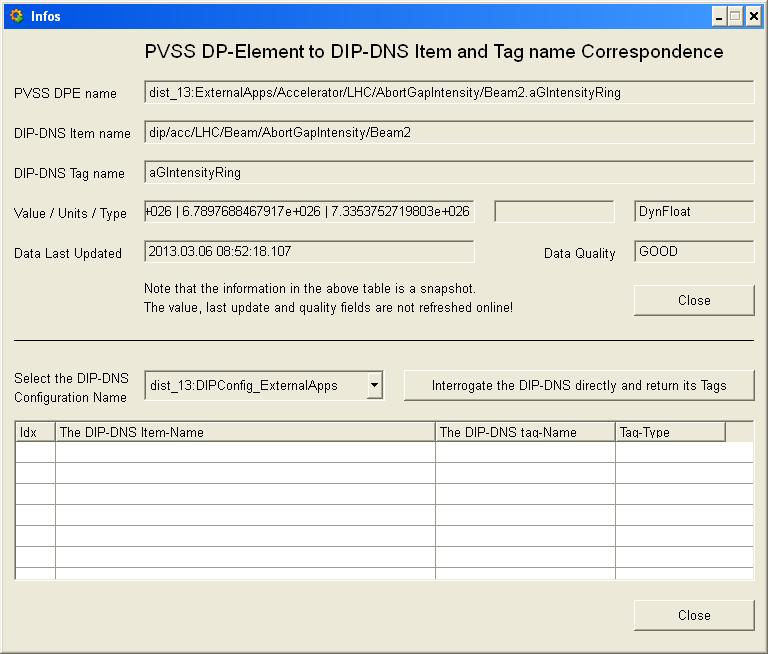 Infos
PVSS DP-Element to DIP-DNS Item and Tag name Correspondence
PVSS DPE name dist_13:ExternalApps/Accelerator/LHC/AbortGapIntensity/Beam2.aGIntensityRing
DIP-DNS Item name dip/acc/LHC/Beam/AbortGapIntensity/Beam2
DIP-DNS Tag name aGIntensityRing
Value / Units / Type +026 | 6.7897688467917e+026 | 7.3353752719803e+026 DynFloat
Data Last Updated 2013.03.06 08:52:18.107 Data Quality GOOD
Note that the information in the above table is a snapshot.
The value, last update and quality fields are not refreshed online!
Close
Select the DIP-DNS
Configuration Name
dist_13:DIPConfig_ExternalApps
Interrogate the DIP-DNS directly and return its Tags
Idx The DIP-DNS Item-Name The DIP-DNS tag-Name Tag-Type
Close